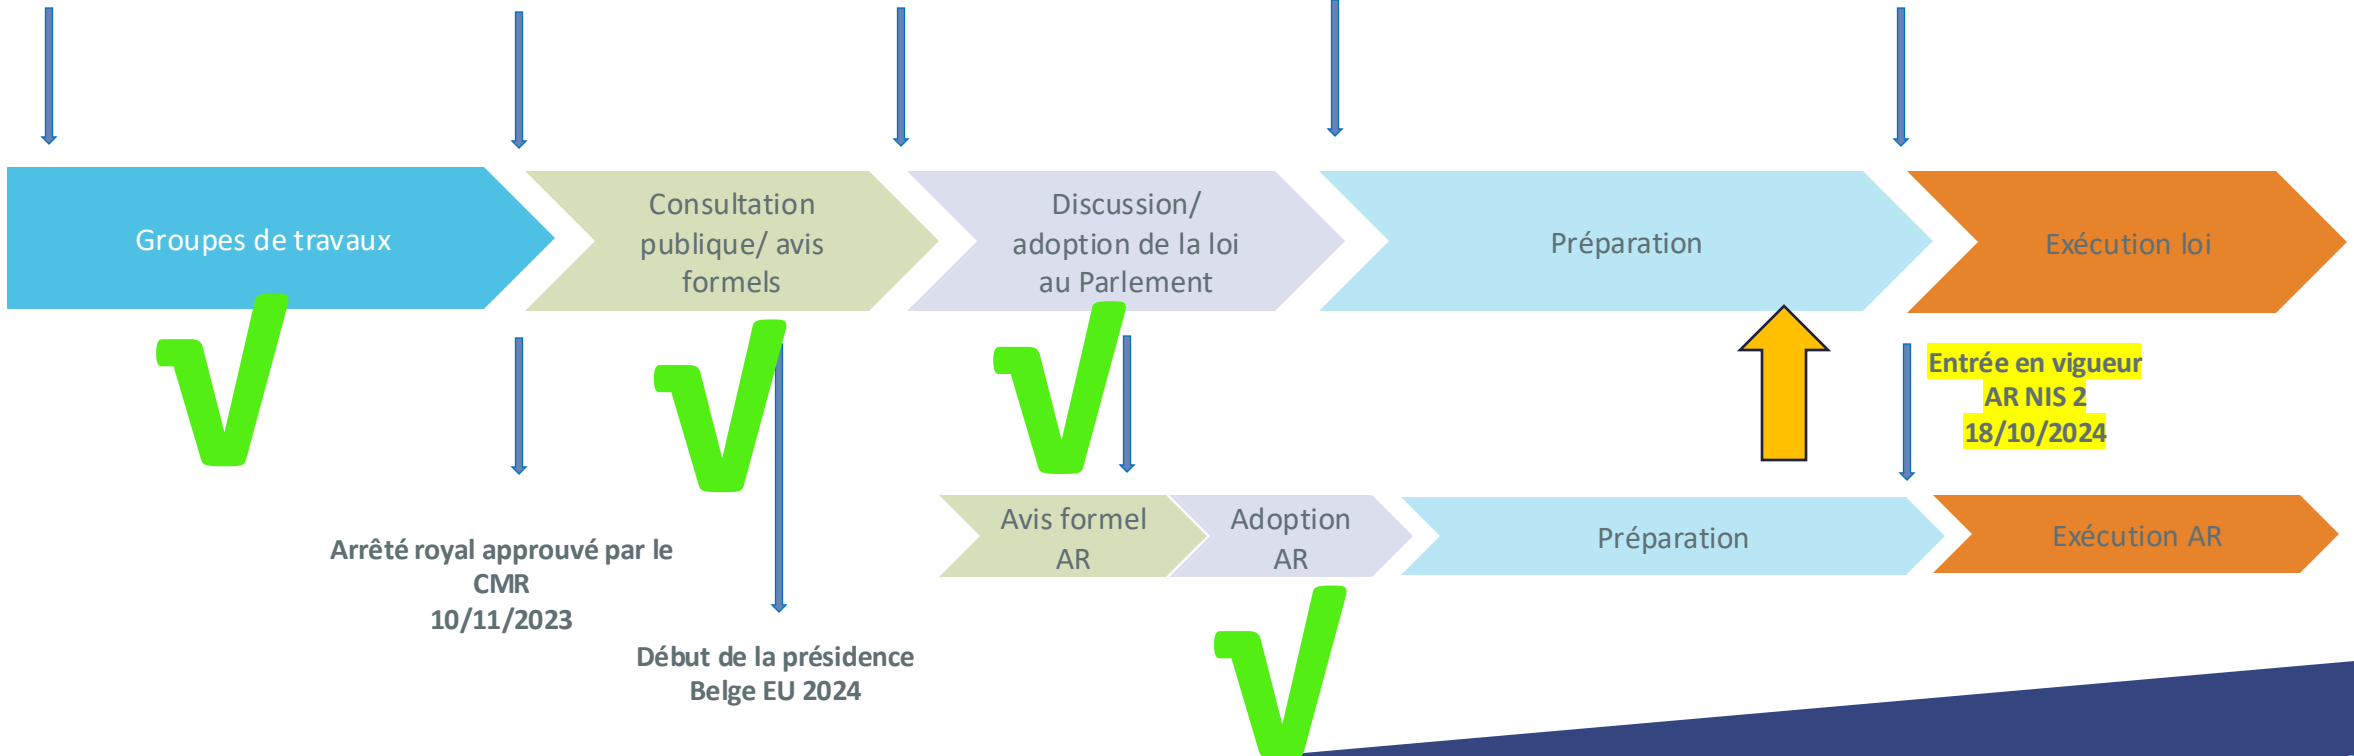 Groupes de travaux
Consultation
publique/ avis
formels
Discussion/
adoption de la loi
au Parlement
Préparation
Exécution loi
Entrée en vigueur
AR NIS 2
18/10/2024
Avis formel
AR
Adoption
AR
Préparation
Exécution AR
Arrêté royal approuvé par le
CMR
10/11/2023
Début de la présidence
Belge EU 2024